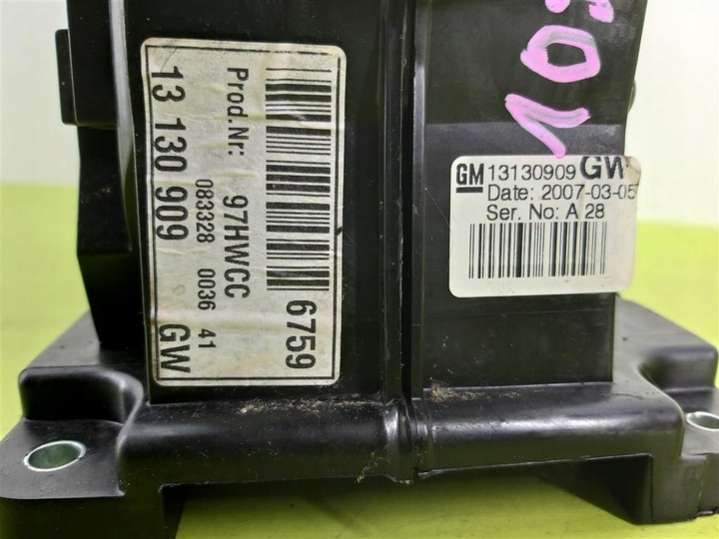 13 130 909 GW
083328 0036 41
Prod.Nr: 97HWCC
6759
GM 13130909 GW
Date: 2007-03-05
Ser. No: A 28